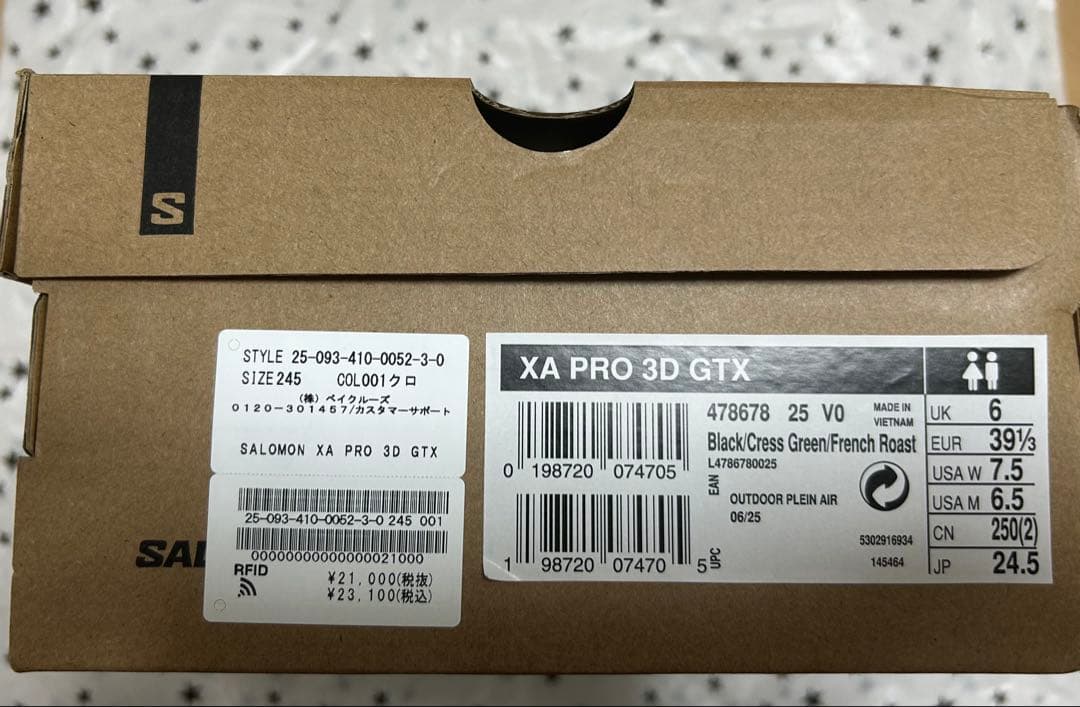 S
STYLE 25-093-410-0052-3-0
SIZE245 COL001クロ
(株) ベイクルーズ
0120-301457/カスタマーサポート
SALOMON XA PRO 3D GTX
25-093-410-0052-3-0 245 001
00000000000000021000
RFID
¥21,000(税抜)
¥23,100(税込)
SAL
XA PRO 3D GTX
478678 25 V0
MADE IN
VIETNAM
Black/Cress Green/French Roast
L4786780025
0 198720 074705
EAN
OUTDOOR PLEIN AIR
06/25
5302916934
145464
1 98720 07470 5
UPC
UK 6
EUR 39⅓
USA W 7.5
USA M 6.5
CN 250(2)
JP 24.5